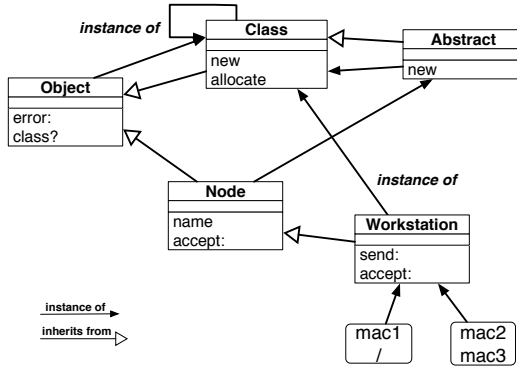 instance of
Class
new
allocate
Abstract
new
Object
error:
class?
instance of
Node
name
accept:
Workstation
send:
accept:
instance of
inherits from
mac1
/
mac2
mac3